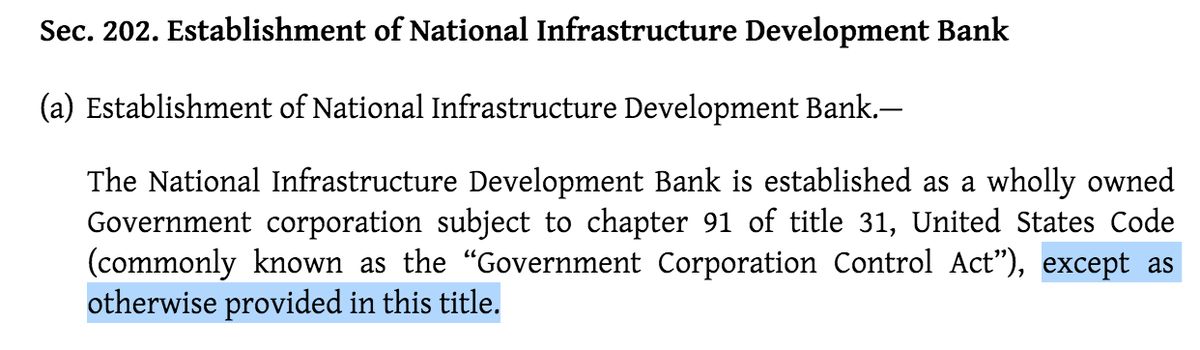 Sec. 202. Establishment of National Infrastructure Development Bank
(a) Establishment of National Infrastructure Development Bank.—
The National Infrastructure Development Bank is established as a wholly owned
Government corporation subject to chapter 91 of title 31, United States Code
(commonly known as the “Government Corporation Control Act”), except as
otherwise provided in this title.